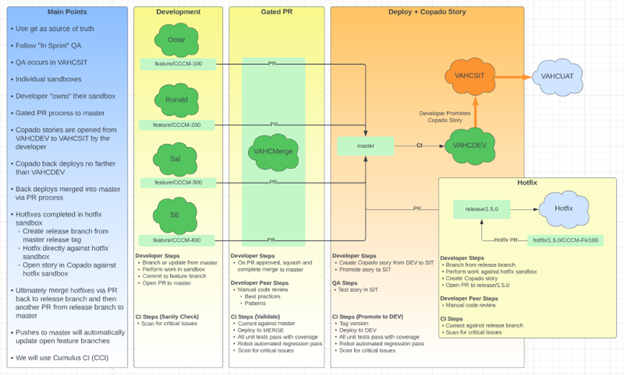 Main Points
• Use git as source of truth
• Follow "In Sprint" QA
• QA occurs in VAHCSIT
• Individual sandboxes
• Developer "owns" their sandbox
• Gated PR process to master
• Copado stories are opened from
VAHCDEV to VAHCSIT by the
developer
• Copado back deploys no farther
than VAHCDEV
• Back deploys merged into master
via PR process
• Hotfixes completed in hotfix
sandbox
◦ Create release branch from
master release tag
◦ Hotfix directly against hotfix
sandbox
◦ Open story in Copado against
hotfix sandbox
• Ultimately merge hotfixes via PR
back to release branch and then
another PR from release branch to
master
• Pushes to master will automatically
update open feature branches
• We will use Cumulus CI (CCI)
Development
Omar
feature/CCCM-100
Ronald
feature/CCCM-200
Sai
feature/CCCM-300
SE
feature/CCCM-400
Developer Steps
• Branch or update from master
• Perform work in sandbox
• Commit to feature branch
• Open PR to master
CI Steps (Sanity Check)
• Scan for critical issues
Gated PR
PR
PR
VAHCMerge
PR
PR
Developer Steps
• On PR approved, squash and
complete merge to master
Developer Peer Steps
• Manual code review
• Best practices
• Patterns
CI Steps (Validate)
• Current against master
• Deploy to MERGE
• All unit tests pass with coverage
• Robot automated regression pass
• Scan for critical issues
Deploy + Copado Story
VAHCSIT
VAHCUAT
Developer Promotes
Copado Story
master
CI
VAHCDEV
PR
Developer Steps
• Create Copado story from DEV to SIT
• Promote story to SIT
QA Steps
• Test story in SIT
CI Steps (Promote to DEV)
• Tag version
• Deploy to DEV
• All unit tests pass with coverage
• Robot automated regression pass
• Scan for critical issues
Hotfix
release/1.5.0
Hotfix
Hotfix PR
hotfix/1.5.0/CCCM-Fix100
Developer Steps
• Branch from release branch
• Perform work against hotfix sandbox
• Create Copado story
• Open PR to release/1.5.0
Developer Peer Steps
• Manual code review
CI Steps
• Current against release branch
• Scan for critical issues